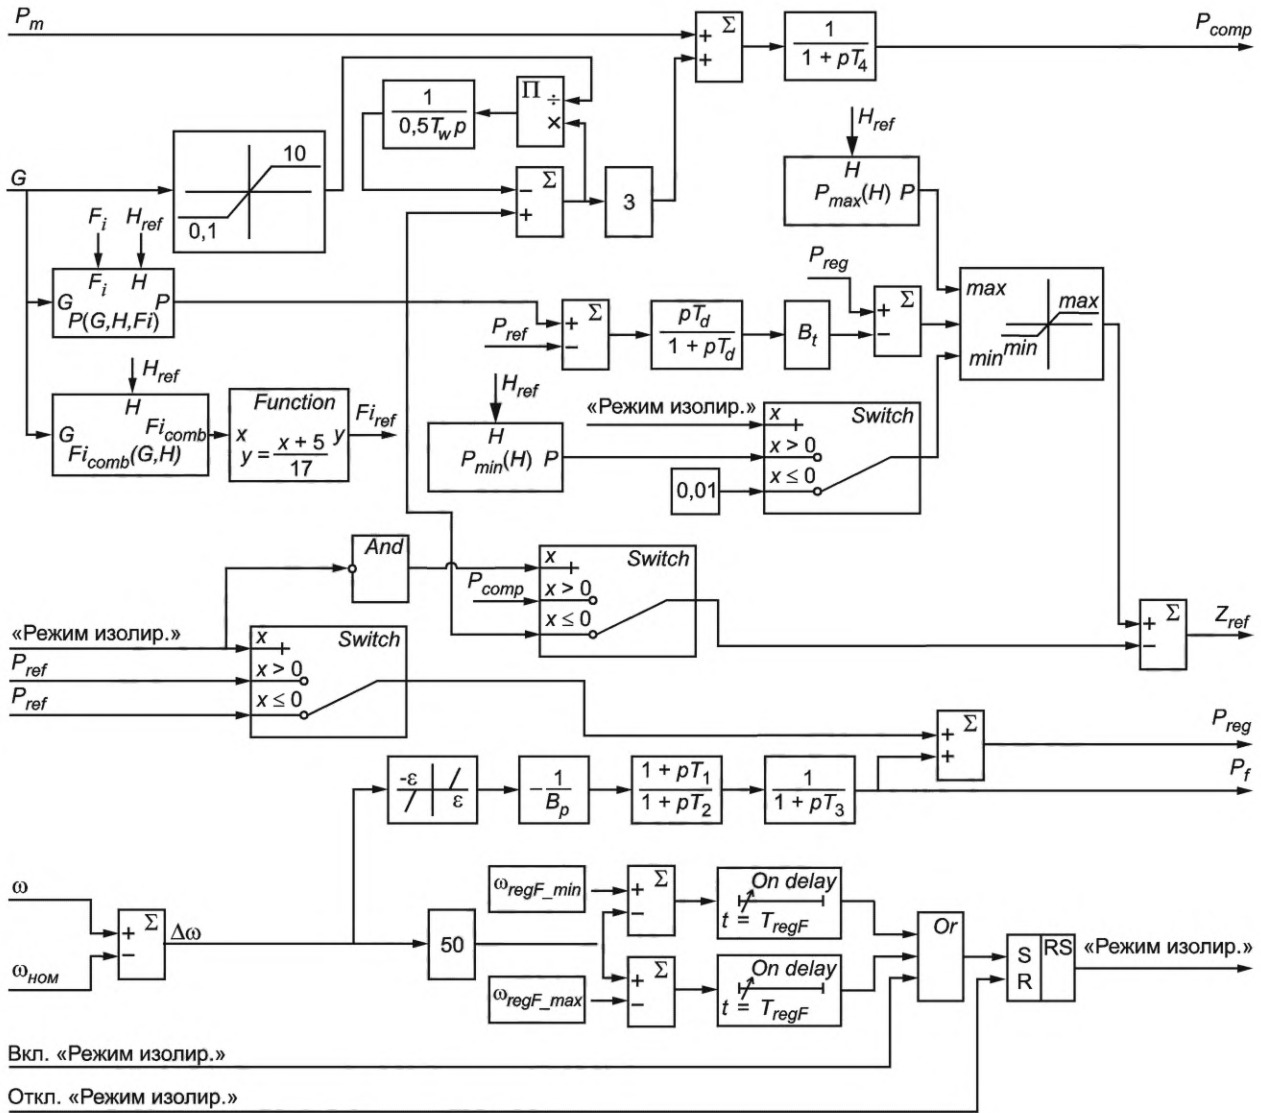 P_m
+
Σ
+
1
1 + pT_4
P_comp
1
0,5T_w p
Π
÷
×
H_ref
H
P_max(H) P
G
10
0,1
−
Σ
+
3
F_i H_ref
F_i H
G P
P(G,H,Fi)
P_ref
+
Σ
−
pT_d
1 + pT_d
B_t
P_reg
+
Σ
−
max
max
min
min
H_ref
H
G Fi_comb
Fi_comb(G,H)
Function
x y
y = x + 5
17
Fi_ref
H_ref
H
P_min(H) P
«Режим изолир.»
x Switch
x > 0
x ≤ 0
0,01
And
P_comp
x Switch
x > 0
x ≤ 0
«Режим изолир.»
P_ref
P_ref
x Switch
x > 0
x ≤ 0
+
Σ
−
Z_ref
+
Σ
+
P_reg
P_f
-ε
ε
- 1
B_p
1 + pT_1
1 + pT_2
1
1 + pT_3
ω
ω_ном
+
Σ
−
Δω
50
ω_regF_min
+
Σ
−
On delay
t = T_regF
ω_regF_max
+
Σ
−
On delay
t = T_regF
Or
S RS
R
«Режим изолир.»
Вкл. «Режим изолир.»
Откл. «Режим изолир.»